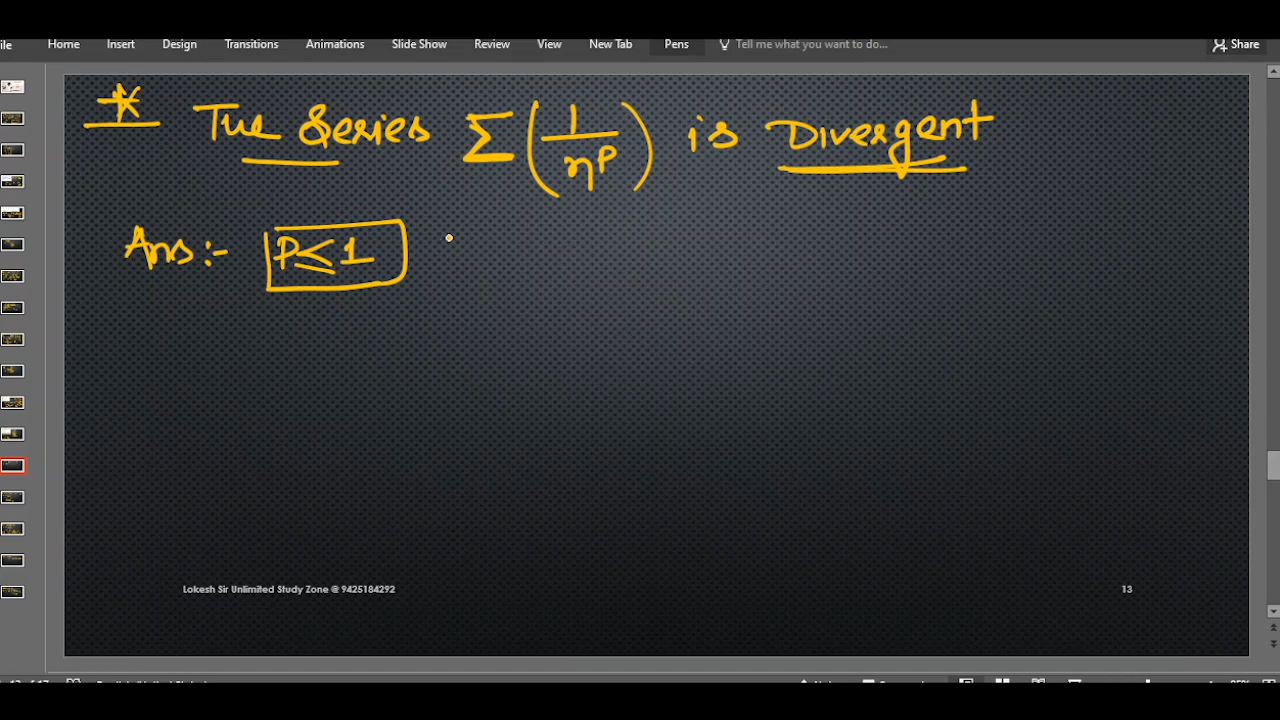 File Home Insert Design Transitions Animations Slide Show Review View New Tab Pens Tell me what you want to do... Share
* The Series Σ(1/n^p) is Divergent
Ans:- P≤1
Lokesh Sir Unlimited Study Zone @ 9425184292 13